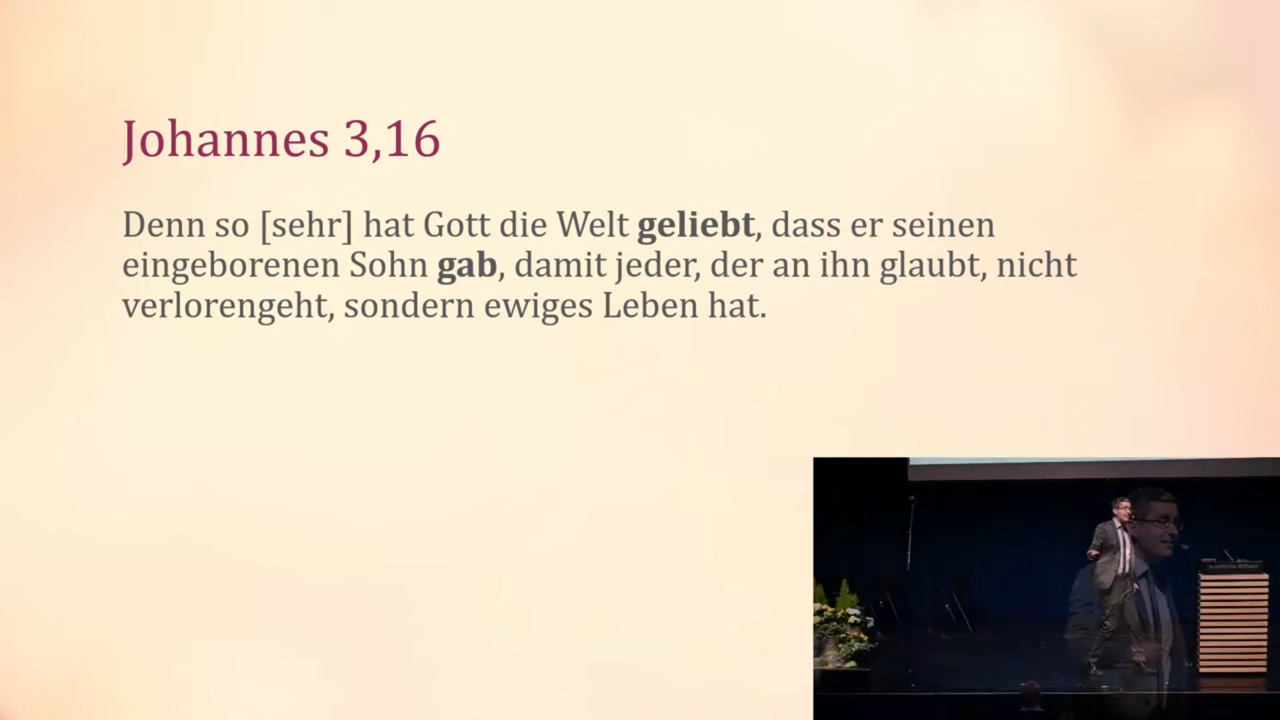 Johannes 3,16
Denn so [sehr] hat Gott die Welt geliebt, dass er seinen
eingeborenen Sohn gab, damit jeder, der an ihn glaubt, nicht
verlorengeht, sondern ewiges Leben hat.